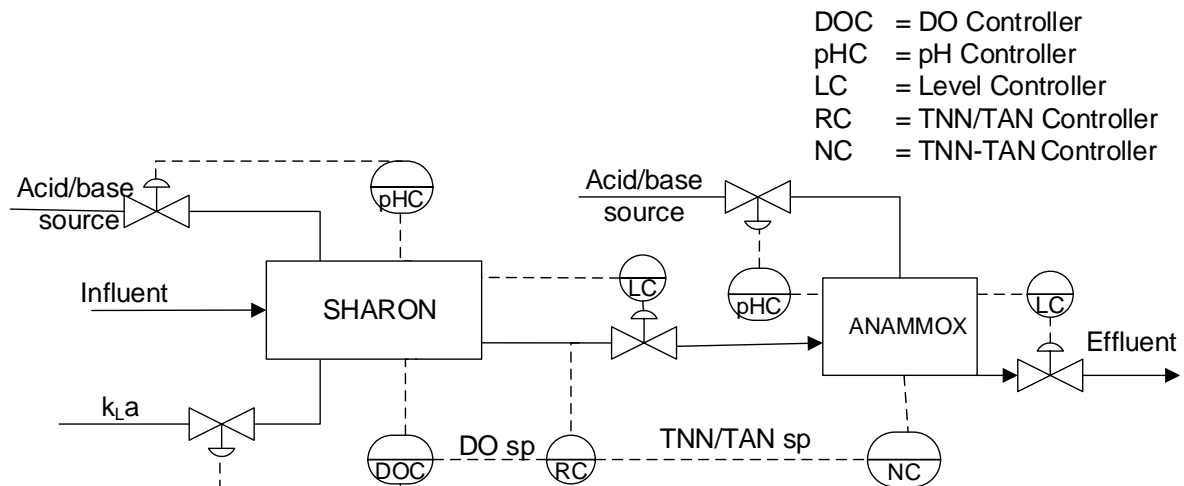 DOC = DO Controller
pHC = pH Controller
LC = Level Controller
RC = TNN/TAN Controller
NC = TNN-TAN Controller
Acid/base
source
pHC
Acid/base
source
Influent
SHARON
LC
pHC
ANAMMOX
LC
Effluent
kLa
DOC
DO sp
RC
TNN/TAN sp
NC